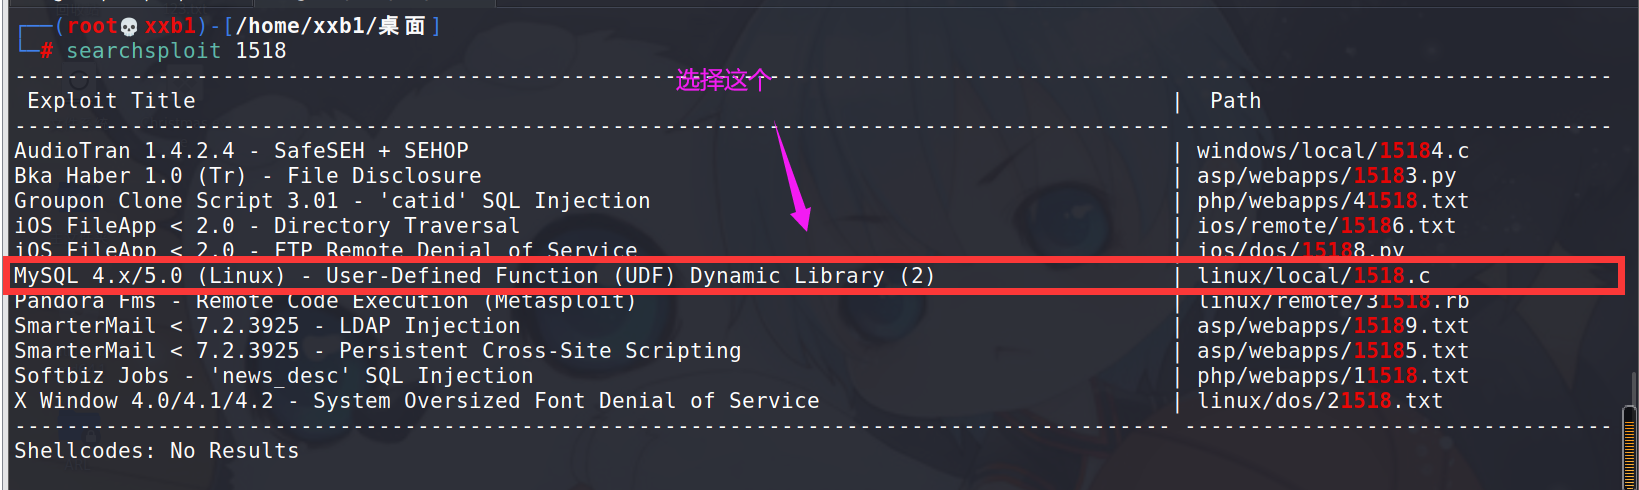 ┌──(root💀xxb1)-[/home/xxb1/桌面]
└─# searchsploit 1518
选择这个
---------------------------------------------------------------------------------------- ---------------------------------
 Exploit Title | Path
---------------------------------------------------------------------------------------- ---------------------------------
AudioTran 1.4.2.4 - SafeSEH + SEHOP | windows/local/15184.c
Bka Haber 1.0 (Tr) - File Disclosure | asp/webapps/15183.py
Groupon Clone Script 3.01 - 'catid' SQL Injection | php/webapps/41518.txt
iOS FileApp < 2.0 - Directory Traversal | ios/remote/15186.txt
iOS FileApp < 2.0 - FTP Remote Denial of Service | ios/dos/15188.py
MySQL 4.x/5.0 (Linux) - User-Defined Function (UDF) Dynamic Library (2) | linux/local/1518.c
Pandora Fms - Remote Code Execution (Metasploit) | linux/remote/31518.rb
SmarterMail < 7.2.3925 - LDAP Injection | asp/webapps/15189.txt
SmarterMail < 7.2.3925 - Persistent Cross-Site Scripting | asp/webapps/15185.txt
Softbiz Jobs - 'news_desc' SQL Injection | php/webapps/11518.txt
X Window 4.0/4.1/4.2 - System Oversized Font Denial of Service | linux/dos/21518.txt
---------------------------------------------------------------------------------------- ---------------------------------
Shellcodes: No Results